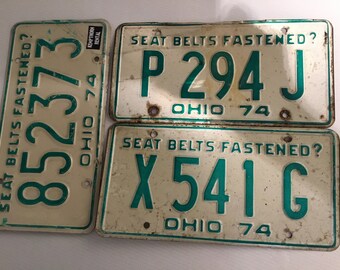 SEAT BELTS FASTENED?
852373
OHIO 74
SEAT BELTS FASTENED?
P 294 J
OHIO 74
SEAT BELTS FASTENED?
X 541 G
OHIO 74